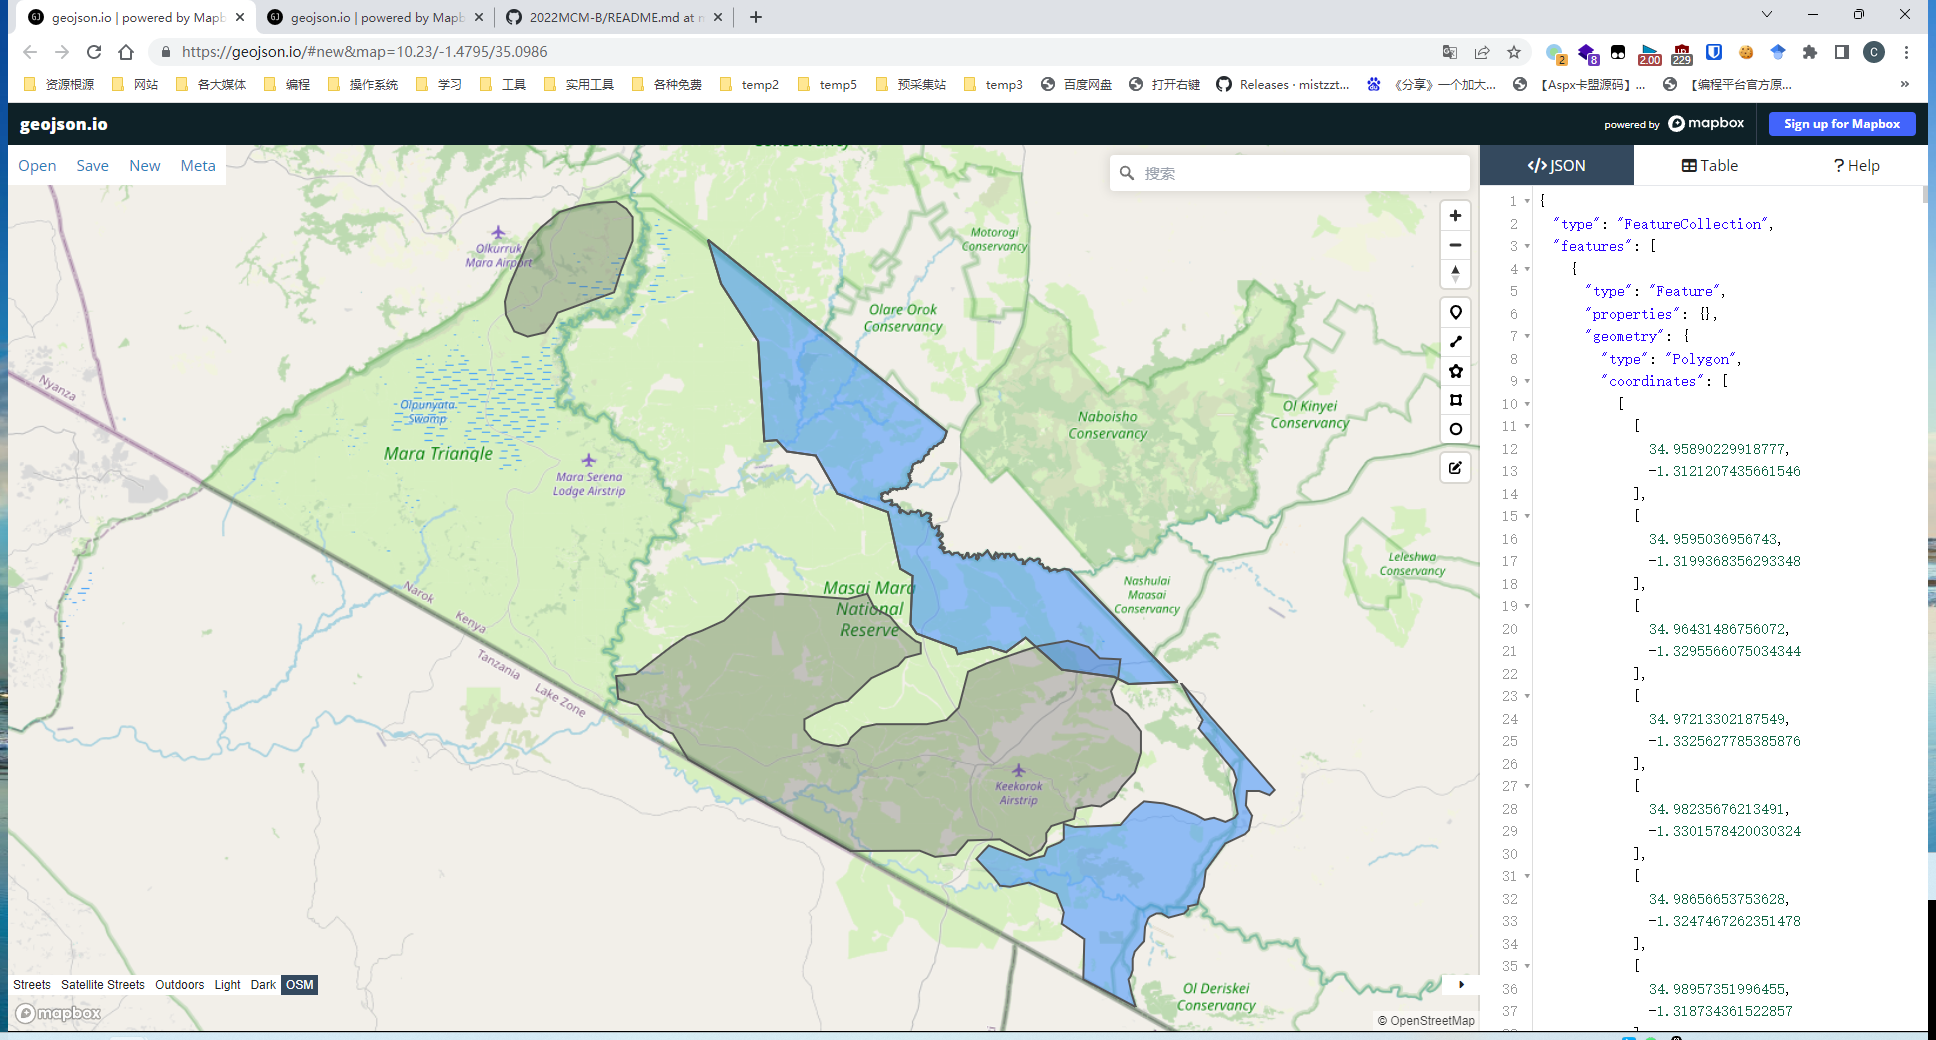 geojson.io | powered by Mapb
geojson.io | powered by Mapb
2022MCM-B/README.md at
https://geojson.io/#new&map=10.23/-1.4795/35.0986
2
8
2.00
229
C
资源根源
网站
各大媒体
编程
操作系统
学习
工具
实用工具
各种免费
temp2
temp5
预采集站
temp3
百度网盘
打开右键
Releases · mistzzt...
《分享》一个加大...
【Aspx卡盟源码】...
【编程平台官方原...
»
geojson.io
powered by mapbox
Sign up for Mapbox
Open Save New Meta
搜索
</> JSON
Table
? Help
Olkurruk
Mara Airport
Motorogi
Conservancy
Olare Orok
Conservancy
Nyanza
Olpunyata
Swamp
Mara Triangle
Mara Serena
Lodge Airstrip
Naboisho
Conservancy
Ol Kinyei
Conservancy
Leleshwa
Conservancy
Nashulai
Maasai
Conservancy
Masai Mara
National
Reserve
Narok
Kenya
Tanzania
Lake Zone
Keekorok
Airstrip
Ol Deriskei
Conservancy
Streets Satellite Streets Outdoors Light Dark OSM
mapbox
© OpenStreetMap
1 {
2 "type": "FeatureCollection",
3 "features": [
4 {
5 "type": "Feature",
6 "properties": {},
7 "geometry": {
8 "type": "Polygon",
9 "coordinates": [
10 [
11 [
12 34.95890229918777,
13 -1.3121207435661546
14 ],
15 [
16 34.9595036956743,
17 -1.3199368356293348
18 ],
19 [
20 34.96431486756072,
21 -1.3295566075034344
22 ],
23 [
24 34.97213302187549,
25 -1.3325627785385876
26 ],
27 [
28 34.98235676213491,
29 -1.3301578420030324
30 ],
31 [
32 34.98656653753628,
33 -1.3247467262351478
34 ],
35 [
36 34.98957351996455,
37 -1.318734361522857